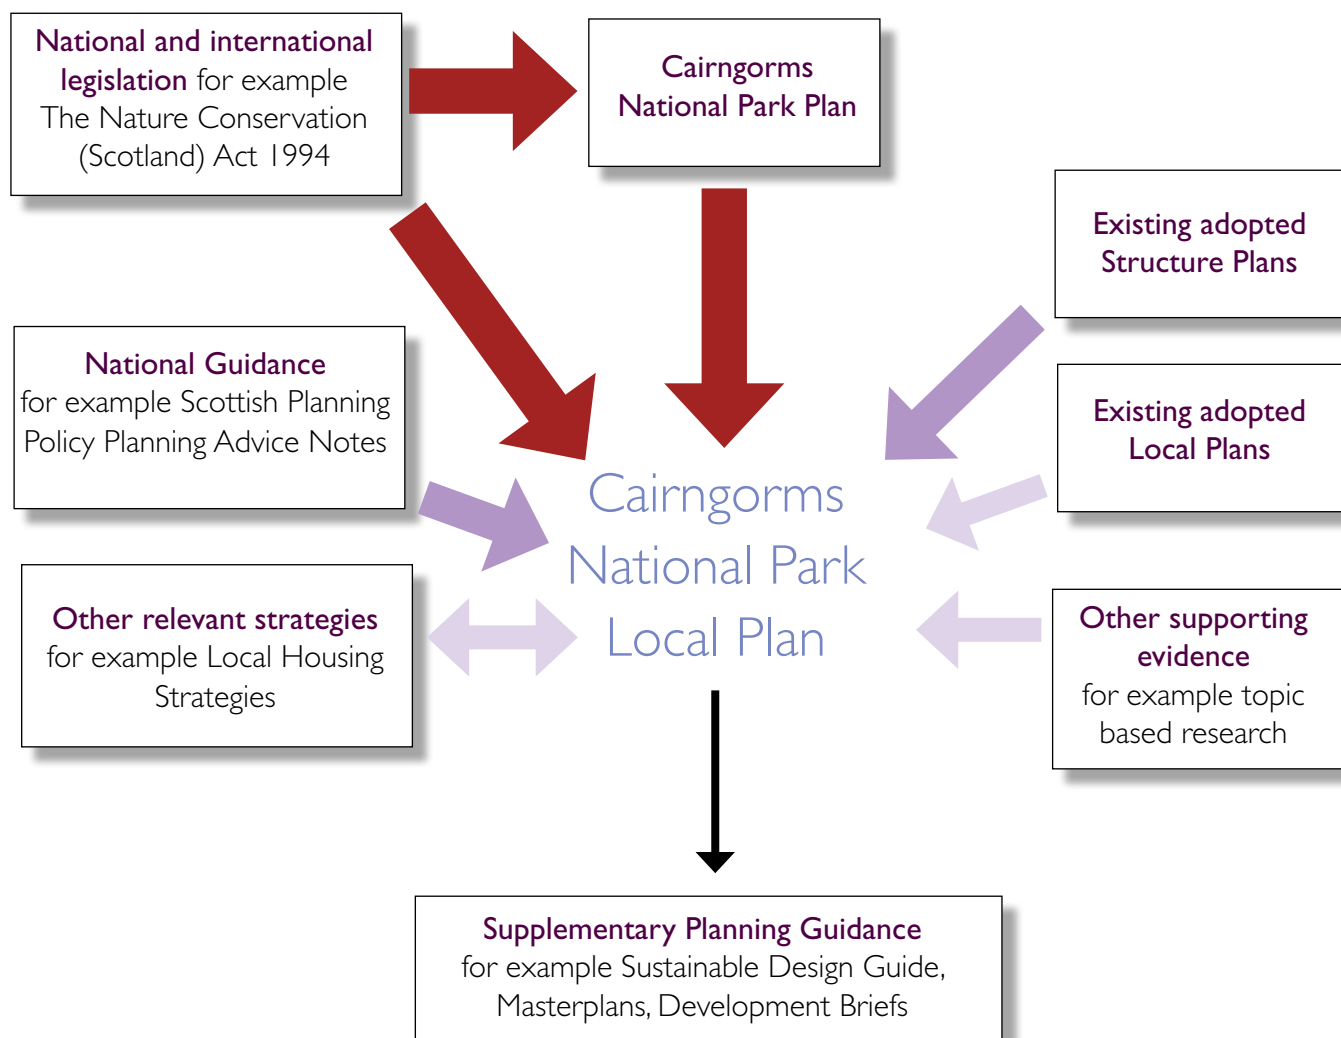 National and international
legislation for example
The Nature Conservation
(Scotland) Act 1994
Cairngorms
National Park Plan
Existing adopted
Structure Plans
National Guidance
for example Scottish Planning
Policy Planning Advice Notes
Existing adopted
Local Plans
Cairngorms
National Park
Local Plan
Other relevant strategies
for example Local Housing
Strategies
Other supporting
evidence
for example topic
based research
Supplementary Planning Guidance
for example Sustainable Design Guide,
Masterplans, Development Briefs